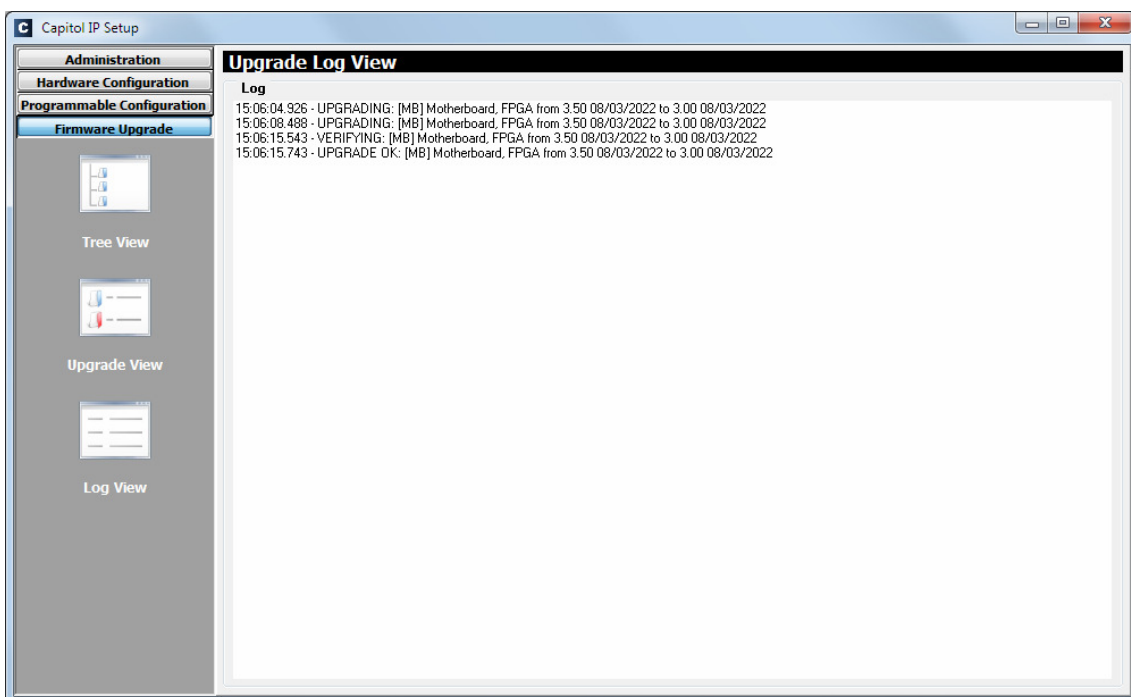 C Capitol IP Setup
Administration
Hardware Configuration
Programmable Configuration
Firmware Upgrade
Tree View
Upgrade View
Log View
Upgrade Log View
Log
15:06:04.926 - UPGRADING: [MB] Motherboard, FPGA from 3.50 08/03/2022 to 3.00 08/03/2022
15:06:08.488 - UPGRADING: [MB] Motherboard, FPGA from 3.50 08/03/2022 to 3.00 08/03/2022
15:06:15.543 - VERIFYING: [MB] Motherboard, FPGA from 3.50 08/03/2022 to 3.00 08/03/2022
15:06:15.743 - UPGRADE OK: [MB] Motherboard, FPGA from 3.50 08/03/2022 to 3.00 08/03/2022